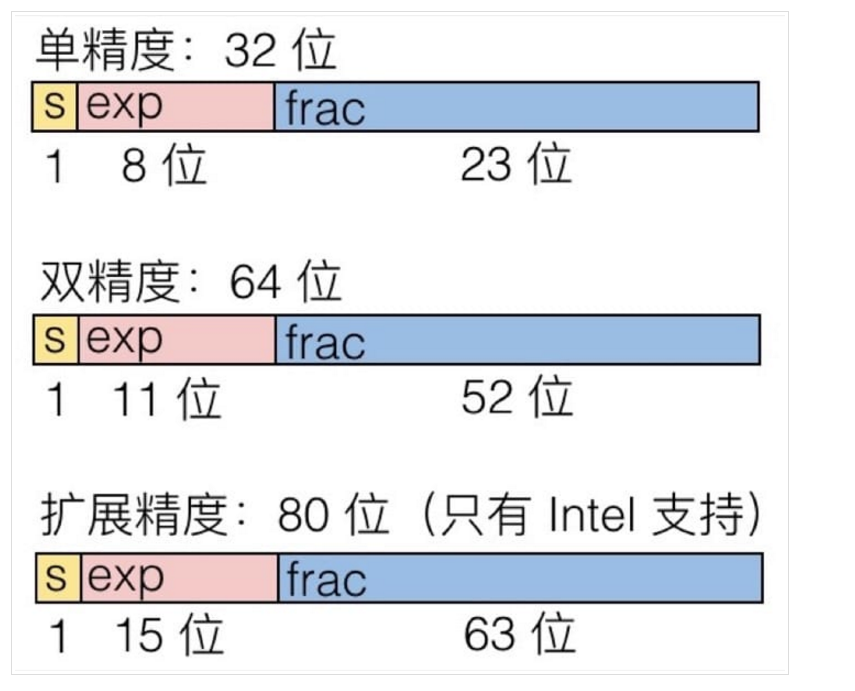 单精度：32 位
s exp frac
1 8 位 23 位
双精度：64 位
s exp frac
1 11 位 52 位
扩展精度：80 位（只有 Intel 支持）
s exp frac
1 15 位 63 位